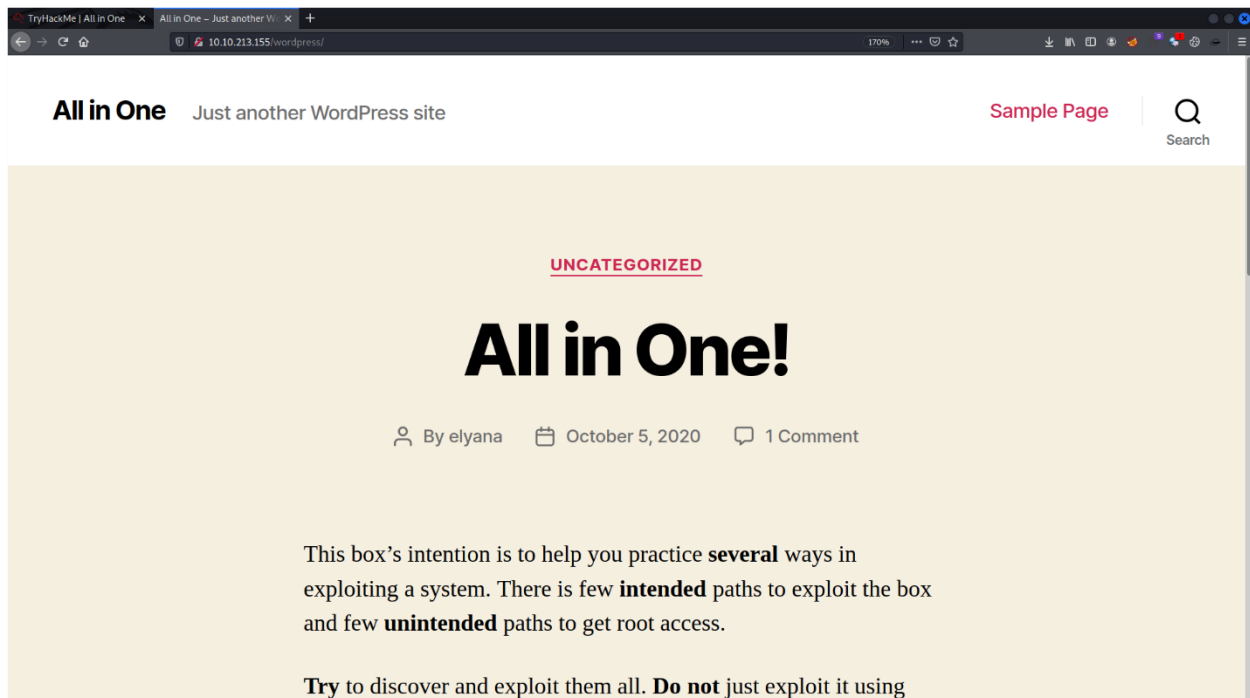 TryHackMe | All in One
All in One – Just another Wo
10.10.213.155/wordpress/
170%
All in One
Just another WordPress site
Sample Page
Search
UNCATEGORIZED
All in One!
By elyana
October 5, 2020
1 Comment
This box's intention is to help you practice several ways in
exploiting a system. There is few intended paths to exploit the box
and few unintended paths to get root access.
Try to discover and exploit them all. Do not just exploit it using